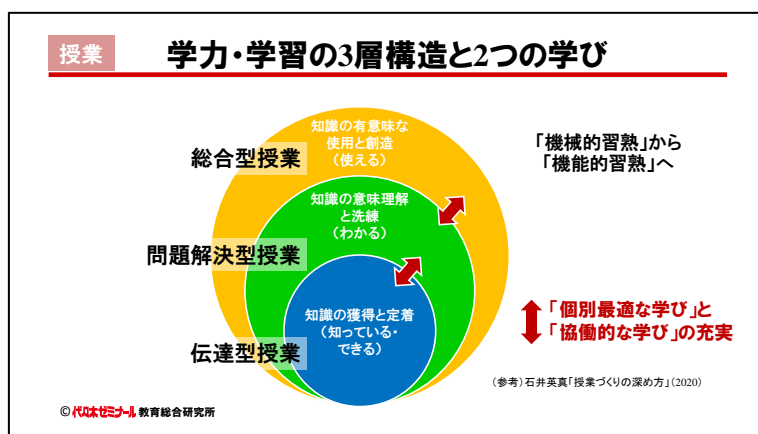 授業
学力・学習の3層構造と2つの学び
知識の有意味な
使用と創造
（使える）
総合型授業
「機械的習熟」から
「機能的習熟」へ
知識の意味理解
と洗練
（わかる）
問題解決型授業
知識の獲得と定着
（知っている・
できる）
伝達型授業
「個別最適な学び」と
「協働的な学び」の充実
（参考）石井英真「授業づくりの深め方」（2020）
©代々木ゼミナール 教育総合研究所